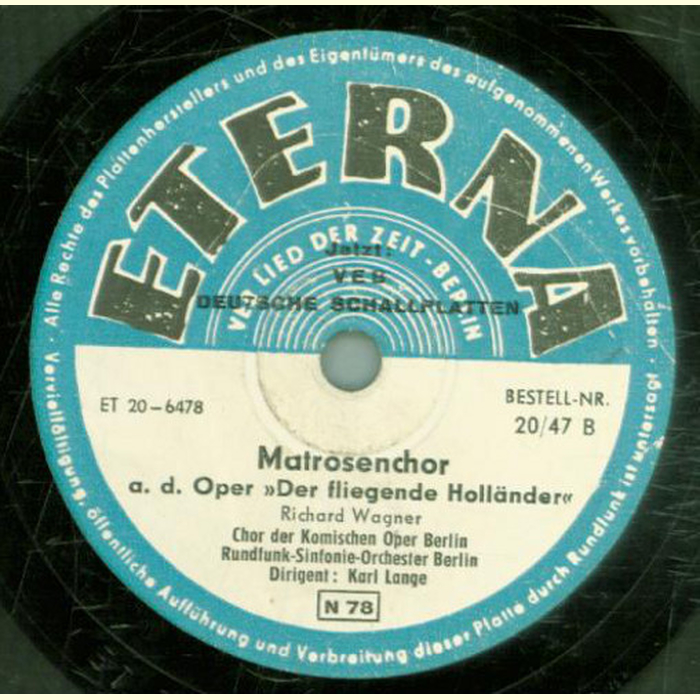 Alle Rechte des Plattenherstellers und des Eigentümers des aufgenommenen Werkes vorbehalten · Vervielfältigung, öffentliche Aufführung und Verbreitung dieser Platte durch Rundfunk ist untersagt ·
ETERNA
VEB LIED DER ZEIT - BERLIN
Jetzt:
VEB
DEUTSCHE SCHALLPLATTEN
ET 20-6478
BESTELL-NR.
20/47 B
Matrosenchor
a. d. Oper »Der fliegende Holländer«
Richard Wagner
Chor der Komischen Oper Berlin
Rundfunk-Sinfonie-Orchester Berlin
Dirigent: Karl Lange
N 78